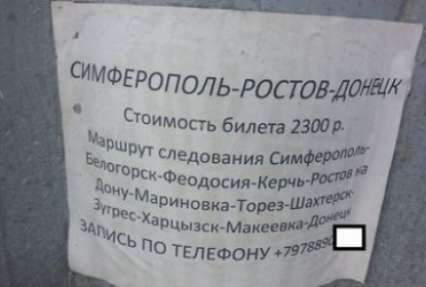 СИМФЕРОПОЛЬ-РОСТОВ-ДОНЕЦК
Стоимость билета 2300 р.
Маршрут следования Симферополь-
Белогорск-Феодосия-Керчь-Ростов на
Дону-Мариновка-Торез-Шахтерск-
Зугрес-Харцызск-Макеевка-Донецк
ЗАПИСЬ ПО ТЕЛЕФОНУ +7978890